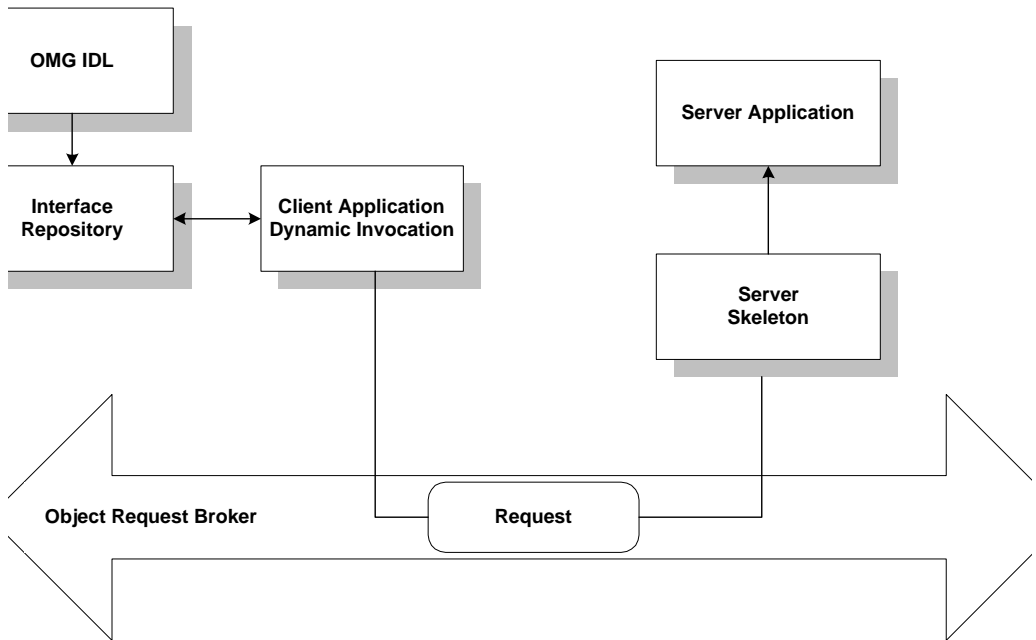 OMG IDL
Server Application
Interface
Repository
Client Application
Dynamic Invocation
Server
Skeleton
Object Request Broker
Request